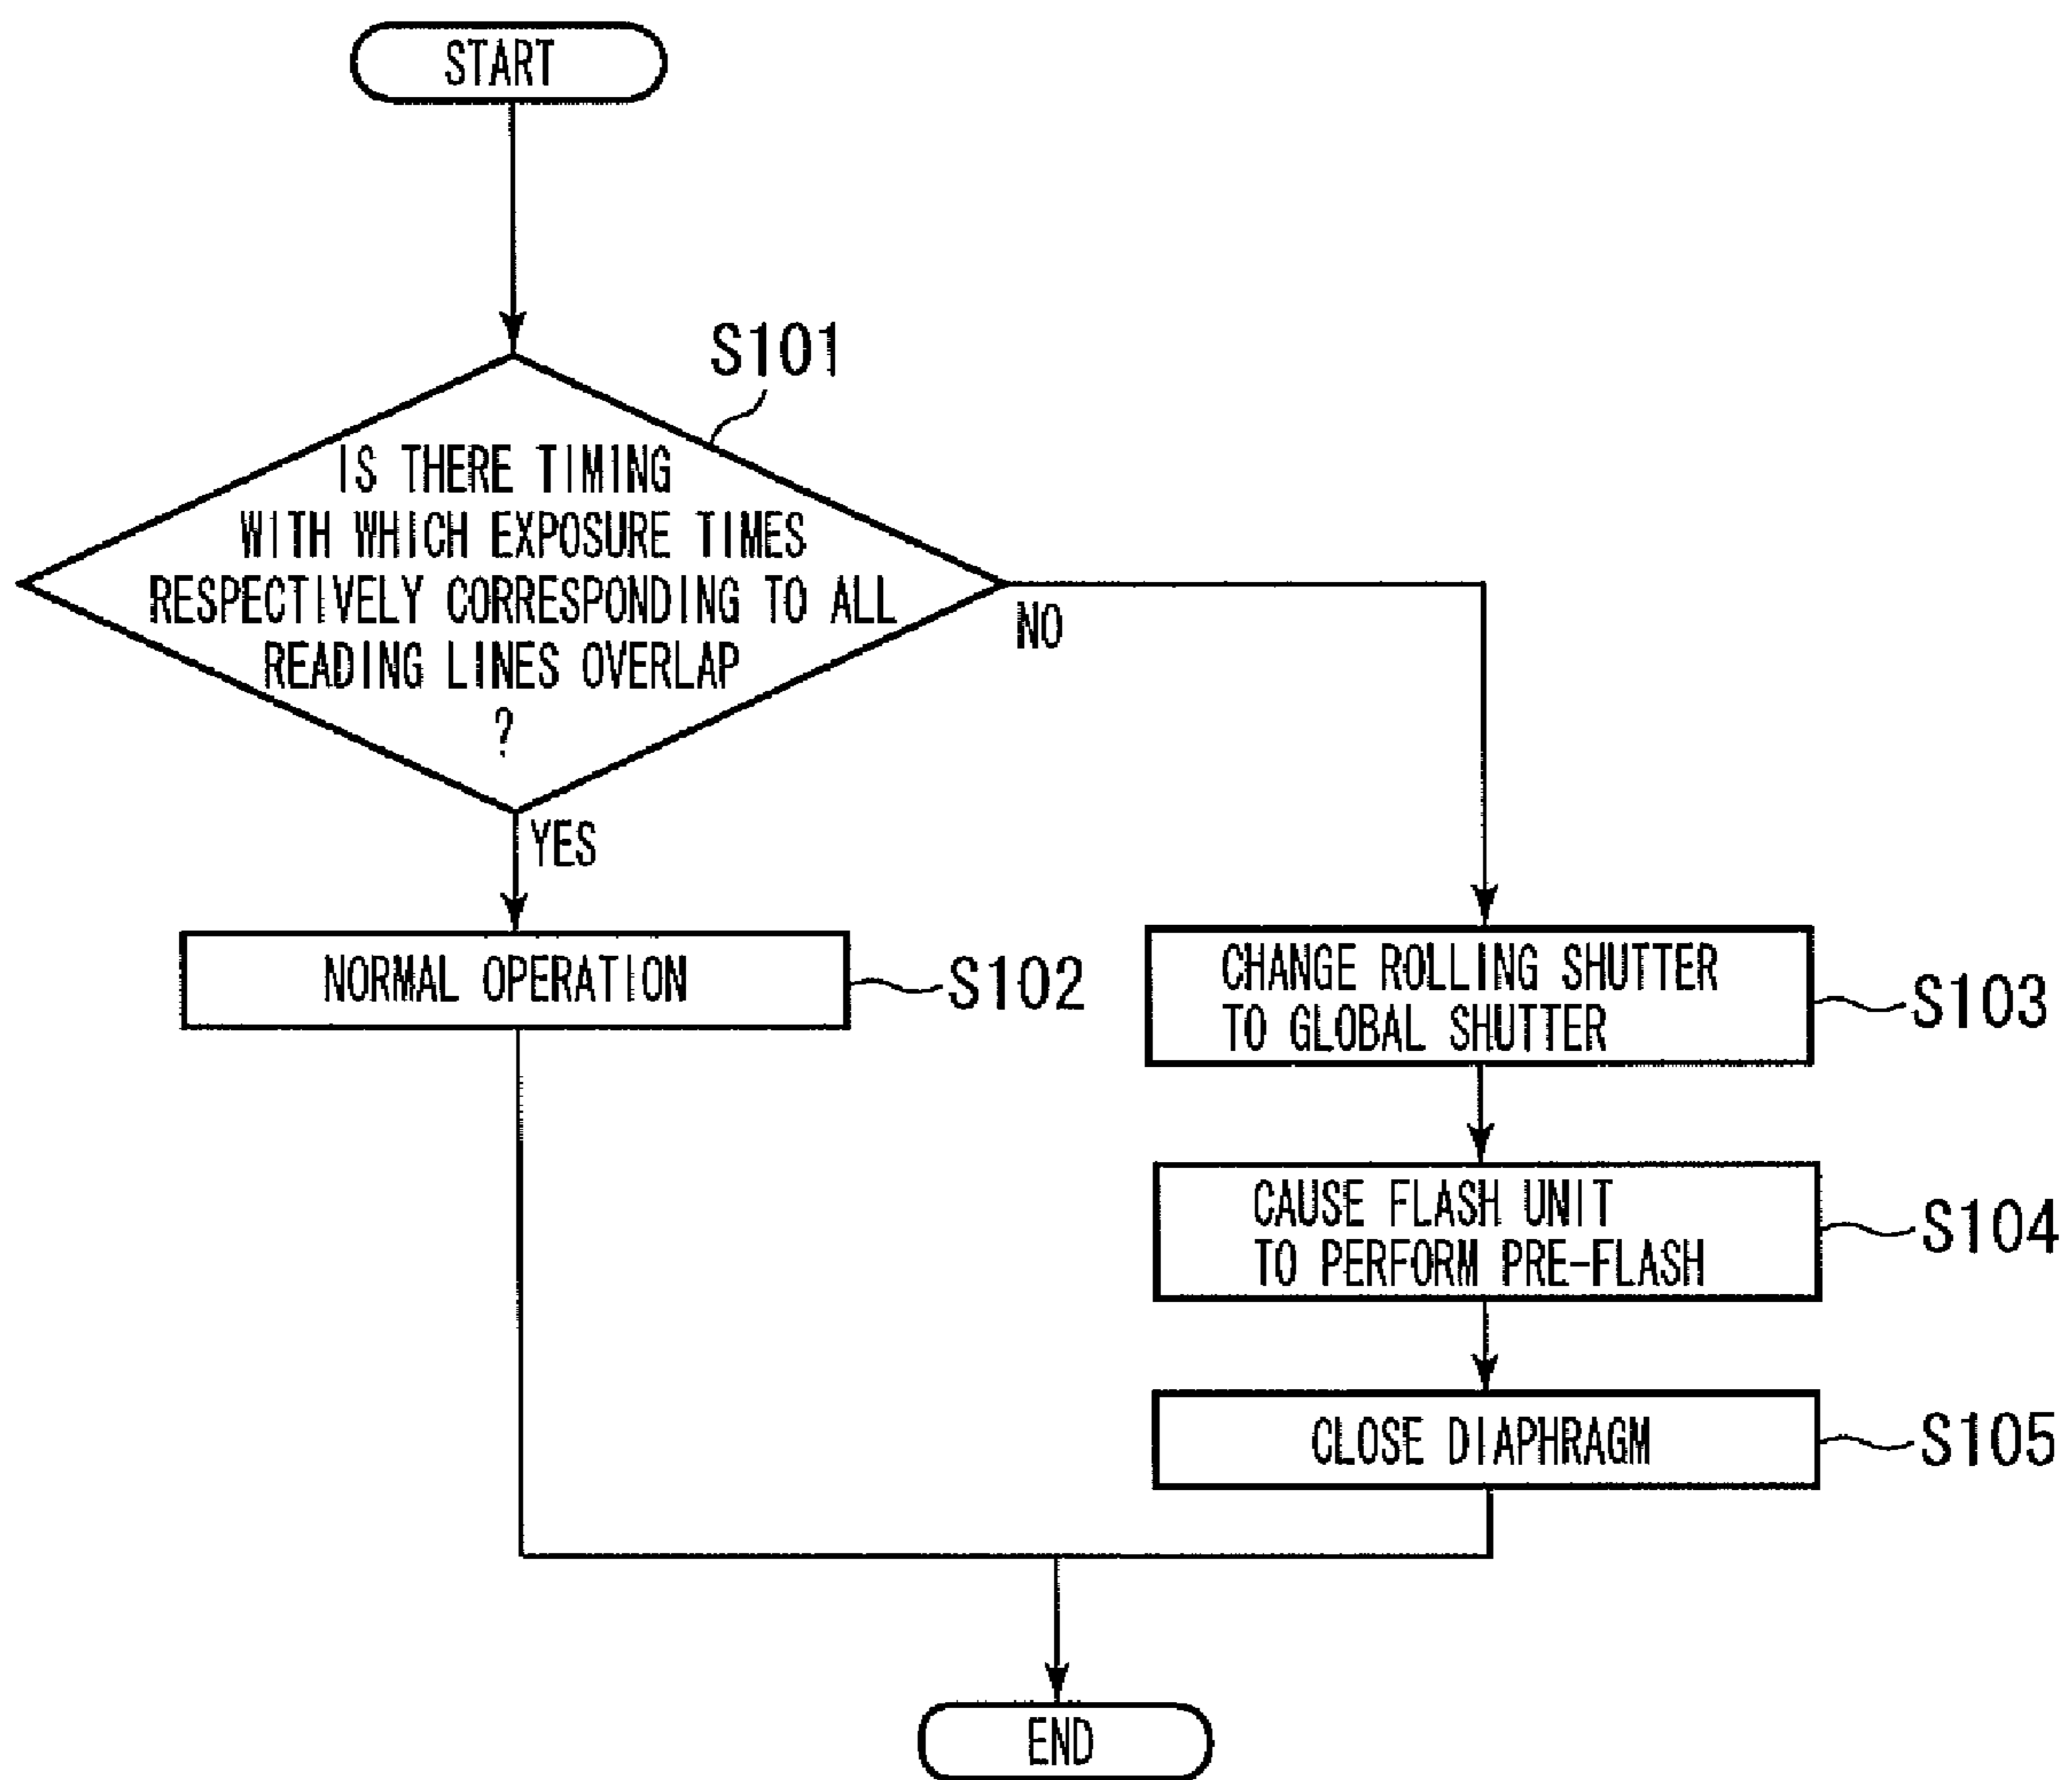 START
S101
IS THERE TIMING
WITH WHICH EXPOSURE TIMES
RESPECTIVELY CORRESPONDING TO ALL
READING LINES OVERLAP
?
NO
YES
NORMAL OPERATION
S102
CHANGE ROLLING SHUTTER
TO GLOBAL SHUTTER
S103
CAUSE FLASH UNIT
TO PERFORM PRE-FLASH
S104
CLOSE DIAPHRAGM
S105
END